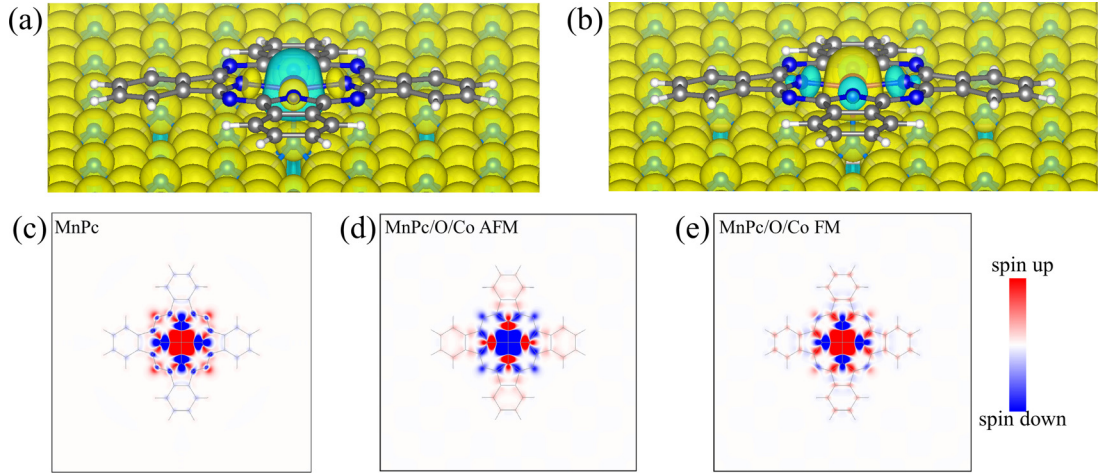 (a)
(b)
(c)
MnPc
(d)
MnPc/O/Co AFM
(e)
MnPc/O/Co FM
spin up
spin down